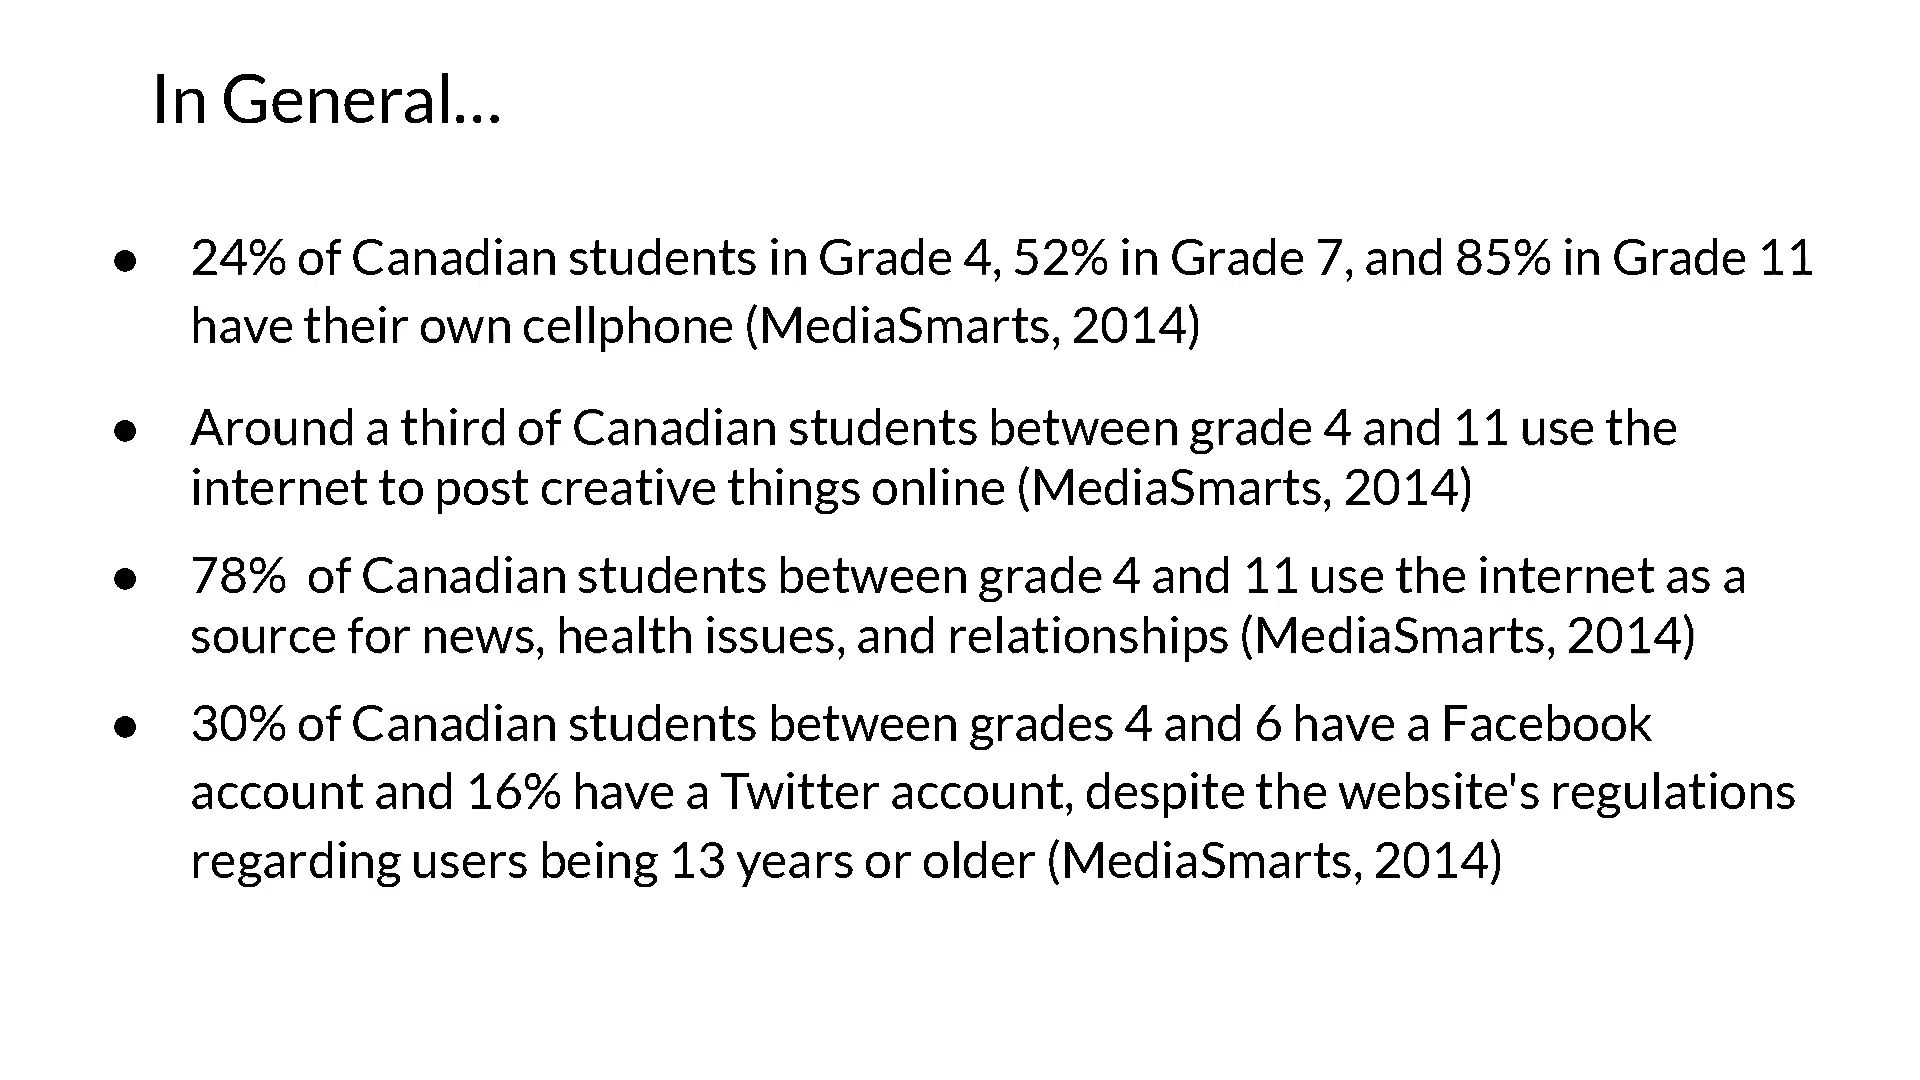 In General...
● 24% of Canadian students in Grade 4, 52% in Grade 7, and 85% in Grade 11
have their own cellphone (MediaSmarts, 2014)
● Around a third of Canadian students between grade 4 and 11 use the
internet to post creative things online (MediaSmarts, 2014)
● 78%  of Canadian students between grade 4 and 11 use the internet as a
source for news, health issues, and relationships (MediaSmarts, 2014)
● 30% of Canadian students between grades 4 and 6 have a Facebook
account and 16% have a Twitter account, despite the website's regulations
regarding users being 13 years or older (MediaSmarts, 2014)